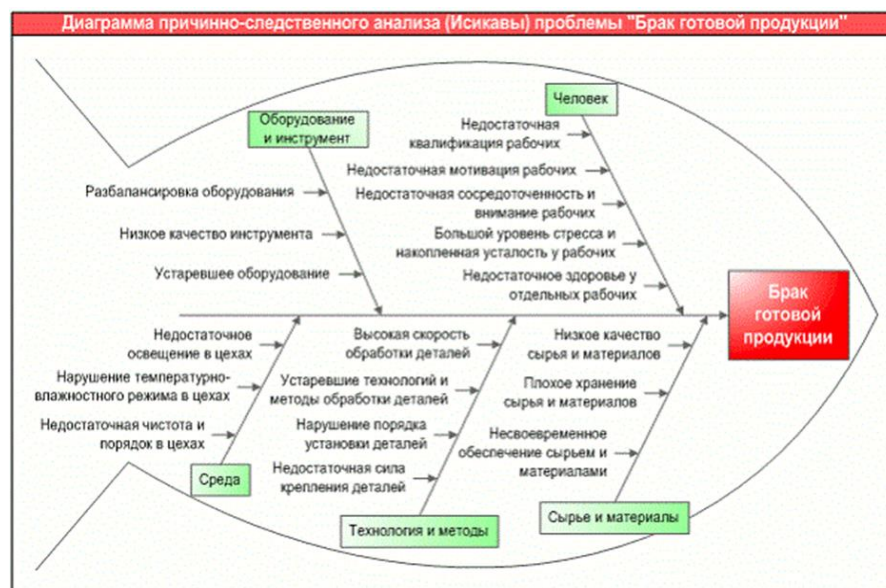 Диаграмма причинно-следственного анализа (Исикавы) проблемы "Брак готовой продукции"
Человек
Оборудование
и инструмент
Недостаточная
квалификация рабочих
Недостаточная мотивация рабочих
Недостаточная сосредоточенность и
внимание рабочих
Большой уровень стресса и
накопленная усталость у рабочих
Недостаточное здоровье у
отдельных рабочих
Разбалансировка оборудования
Низкое качество инструмента
Устаревшее оборудование
Брак
готовой
продукции
Недостаточное
освещение в цехах
Нарушение температурно-
влажностного режима в цехах
Недостаточная чистота и
порядок в цехах
Среда
Высокая скорость
обработки деталей
Устаревшие технологий и
методы обработки деталей
Нарушение порядка
установки деталей
Недостаточная сила
крепления деталей
Технология и методы
Низкое качество
сырья и материалов
Плохое хранение
сырья и материалов
Несвоевременное
обеспечение сырьем и
материалами
Сырье и материалы